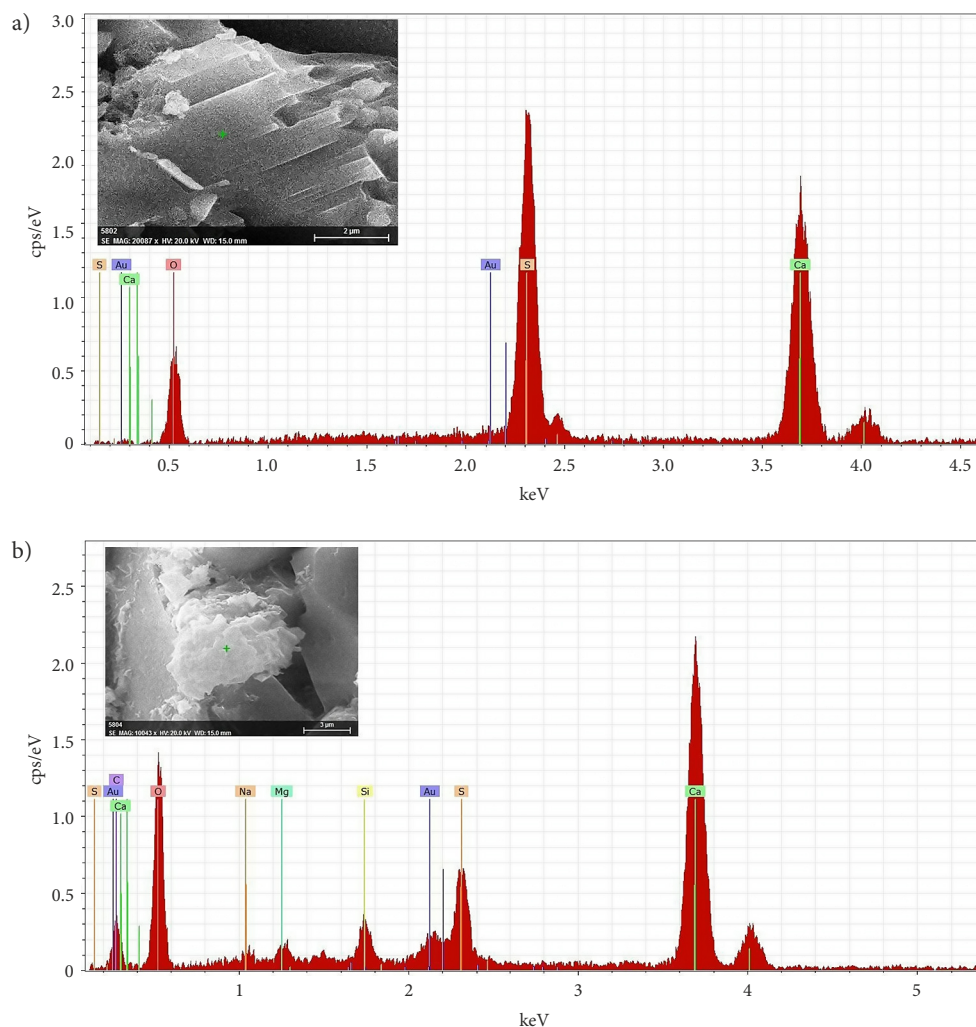 a)
3.0
2.5
2.0
1.5
1.0
0.5
0
cps/eV
5802
SE MAG: 20087 x HV: 20.0 kV WD: 15.0 mm
2 µm
S Au O Au S Ca
Ca
0.5 1.0 1.5 2.0 2.5 3.0 3.5 4.0 4.5
keV
b)
2.5
2.0
1.5
1.0
0.5
0
cps/eV
5804
SE MAG: 10043 x HV: 20.0 kV WD: 15.0 mm
3 µm
C
S Au O Na Mg Si Au S Ca
Ca
1 2 3 4 5
keV